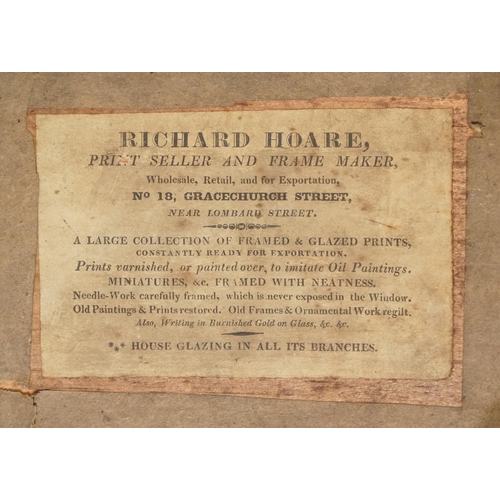 RICHARD HOARE,
PRINT SELLER AND FRAME MAKER,
Wholesale, Retail, and for Exportation,
No 18, GRACECHURCH STREET,
NEAR LOMBARD STREET.
A LARGE COLLECTION OF FRAMED & GLAZED PRINTS,
CONSTANTLY READY FOR EXPORTATION.
Prints varnished, or painted over, to imitate Oil Paintings.
MINIATURES, &c. FRAMED WITH NEATNESS.
Needle-Work carefully framed, which is never exposed in the Window.
Old Paintings & Prints restored. Old Frames & Ornamental Work regilt.
Also, Writing in Burnished Gold on Glass, &c. &c.
*** HOUSE GLAZING IN ALL ITS BRANCHES.